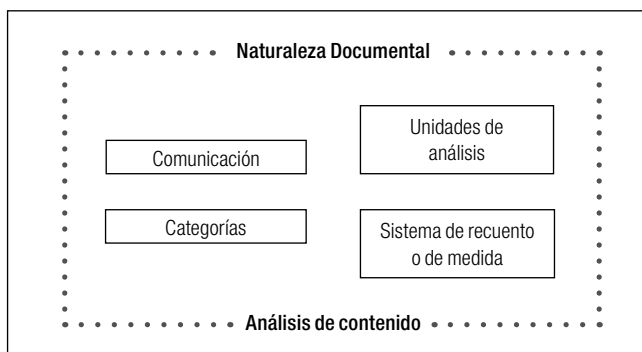 Naturaleza Documental
Comunicación
Unidades de
análisis
Categorías
Sistema de recuento
o de medida
Análisis de contenido